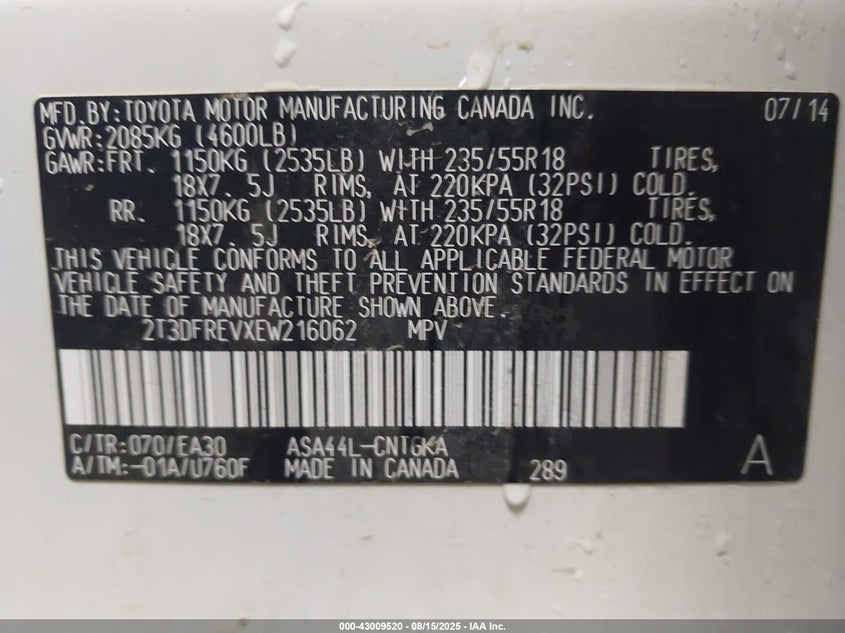 MFD. BY: TOYOTA MOTOR MANUFACTURING CANADA INC. 07/14
GVWR: 2085KG (4600LB)
GAWR: FRT. 1150KG (2535LB) WITH 235/55R18 TIRES,
18X7. 5J RIMS, AT 220KPA (32PSI) COLD.
RR. 1150KG (2535LB) WITH 235/55R18 TIRES,
18X7. 5J RIMS, AT 220KPA (32PSI) COLD.
THIS VEHICLE CONFORMS TO ALL APPLICABLE FEDERAL MOTOR
VEHICLE SAFETY AND THEFT PREVENTION STANDARDS IN EFFECT ON
THE DATE OF MANUFACTURE SHOWN ABOVE.
2T3DFREVXEW216062 MPV
C/TR: 070/EA30 ASA44L-CNTGKA
A/TM: -01A/U760F MADE IN CANADA 289 A
000-43009520 - 08/15/2025 - IAA Inc.